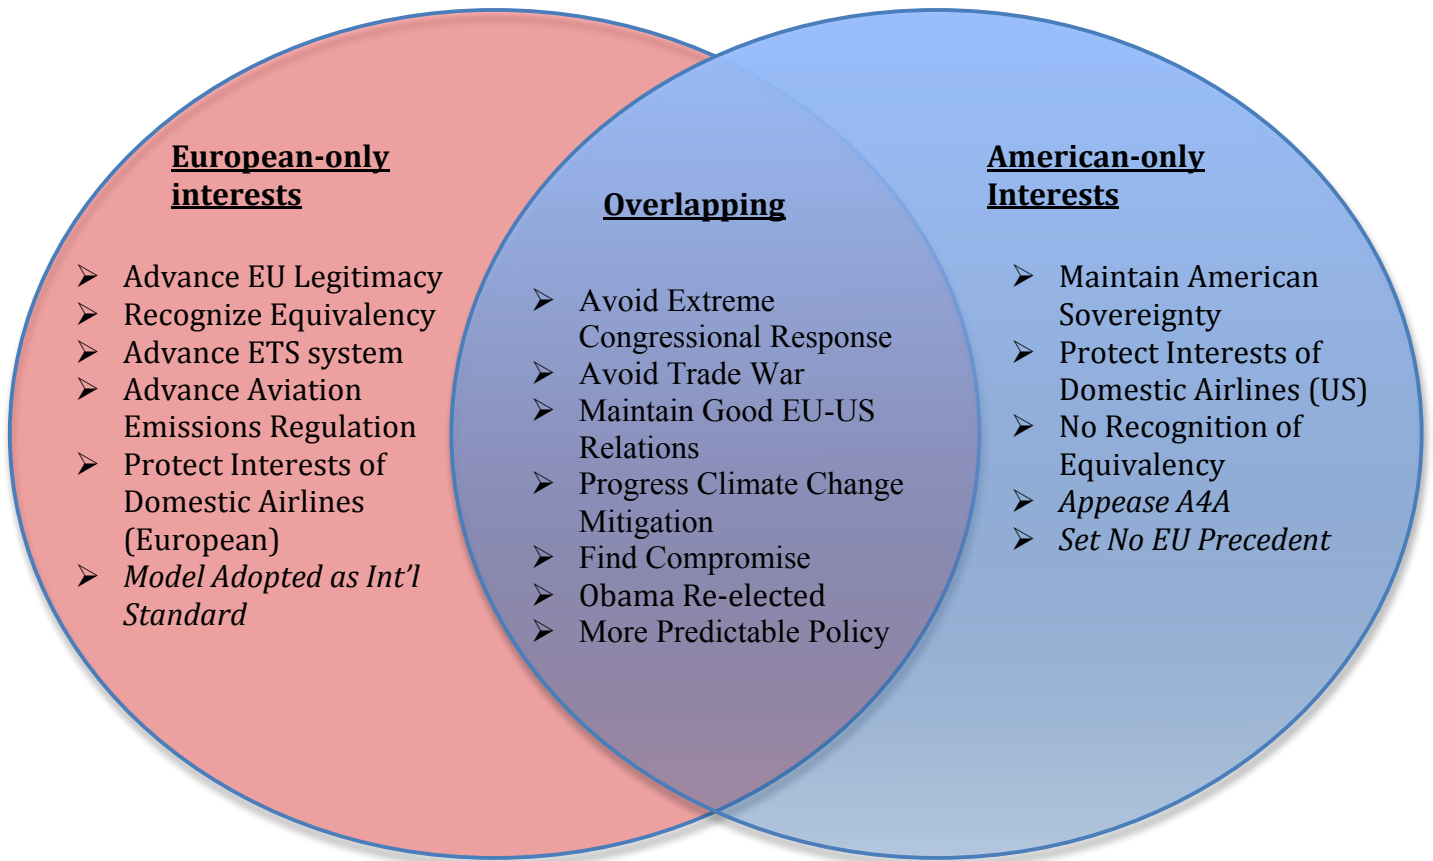 European-only
interests
➢ Advance EU Legitimacy
➢ Recognize Equivalency
➢ Advance ETS system
➢ Advance Aviation
Emissions Regulation
➢ Protect Interests of
Domestic Airlines
(European)
➢ Model Adopted as Int’l
Standard
Overlapping
➢ Avoid Extreme
Congressional Response
➢ Avoid Trade War
➢ Maintain Good EU-US
Relations
➢ Progress Climate Change
Mitigation
➢ Find Compromise
➢ Obama Re-elected
➢ More Predictable Policy
American-only
Interests
➢ Maintain American
Sovereignty
➢ Protect Interests of
Domestic Airlines (US)
➢ No Recognition of
Equivalency
➢ Appease A4A
➢ Set No EU Precedent